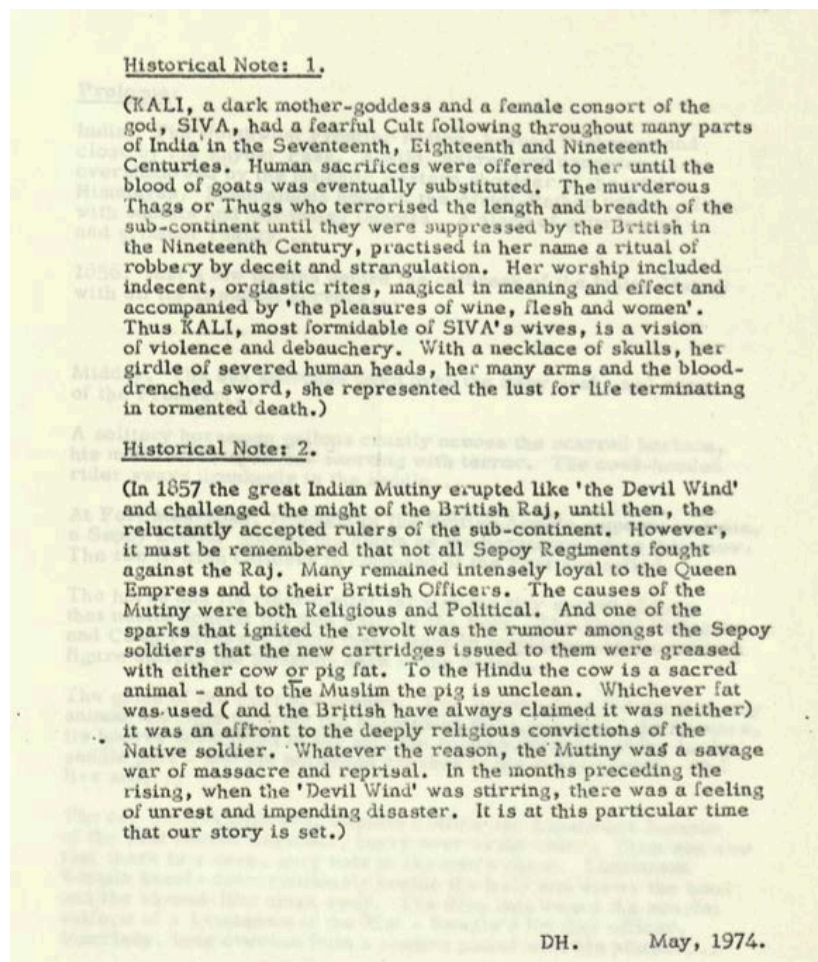 Historical Note: 1.
(KALI, a dark mother-goddess and a female consort of the
god, SIVA, had a fearful Cult following throughout many parts
of India in the Seventeenth, Eighteenth and Nineteenth
Centuries. Human sacrifices were offered to her until the
blood of goats was eventually substituted. The murderous
Thags or Thugs who terrorised the length and breadth of the
sub-continent until they were suppressed by the British in
the Nineteenth Century, practised in her name a ritual of
robbery by deceit and strangulation. Her worship included
indecent, orgiastic rites, magical in meaning and effect and
accompanied by 'the pleasures of wine, flesh and women'.
Thus KALI, most formidable of SIVA's wives, is a vision
of violence and debauchery. With a necklace of skulls, her
girdle of severed human heads, her many arms and the blood-
drenched sword, she represented the lust for life terminating
in tormented death.)
Historical Note: 2.
(In 1857 the great Indian Mutiny erupted like 'the Devil Wind'
and challenged the might of the British Raj, until then, the
reluctantly accepted rulers of the sub-continent. However,
it must be remembered that not all Sepoy Regiments fought
against the Raj. Many remained intensely loyal to the Queen
Empress and to their British Officers. The causes of the
Mutiny were both Religious and Political. And one of the
sparks that ignited the revolt was the rumour amongst the Sepoy
soldiers that the new cartridges issued to them were greased
with either cow or pig fat. To the Hindu the cow is a sacred
animal - and to the Muslim the pig is unclean. Whichever fat
was used ( and the British have always claimed it was neither)
it was an affront to the deeply religious convictions of the
Native soldier. Whatever the reason, the Mutiny was a savage
war of massacre and reprisal. In the months preceding the
rising, when the 'Devil Wind' was stirring, there was a feeling
of unrest and impending disaster. It is at this particular time
that our story is set.)
DH. May, 1974.